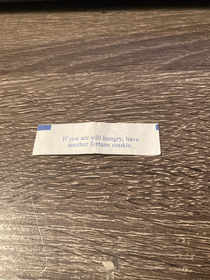 If you are still hungry, have
another fortune cookie.